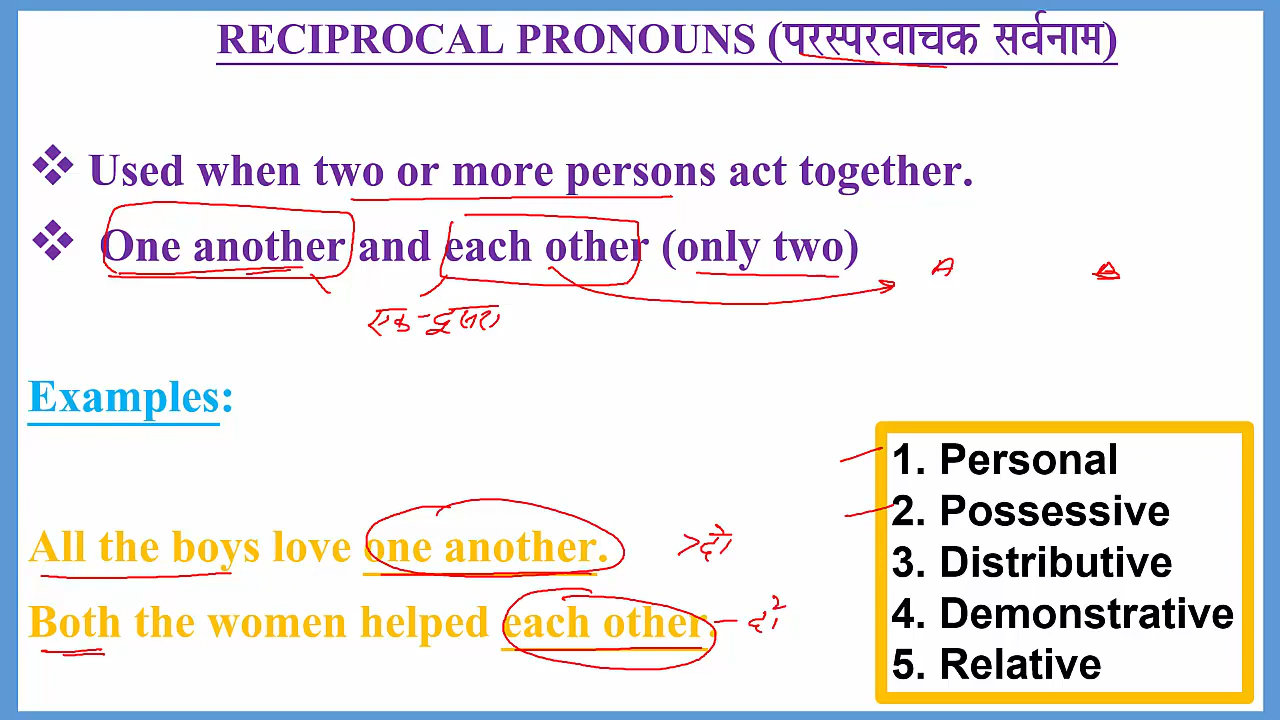 RECIPROCAL PRONOUNS (परस्परवाचक सर्वनाम)
❖ Used when two or more persons act together.
❖ One another and each other (only two)
A
एक-दूसरा
Examples:
All the boys love one another. >दो
Both the women helped each other. – दो
1. Personal
2. Possessive
3. Distributive
4. Demonstrative
5. Relative